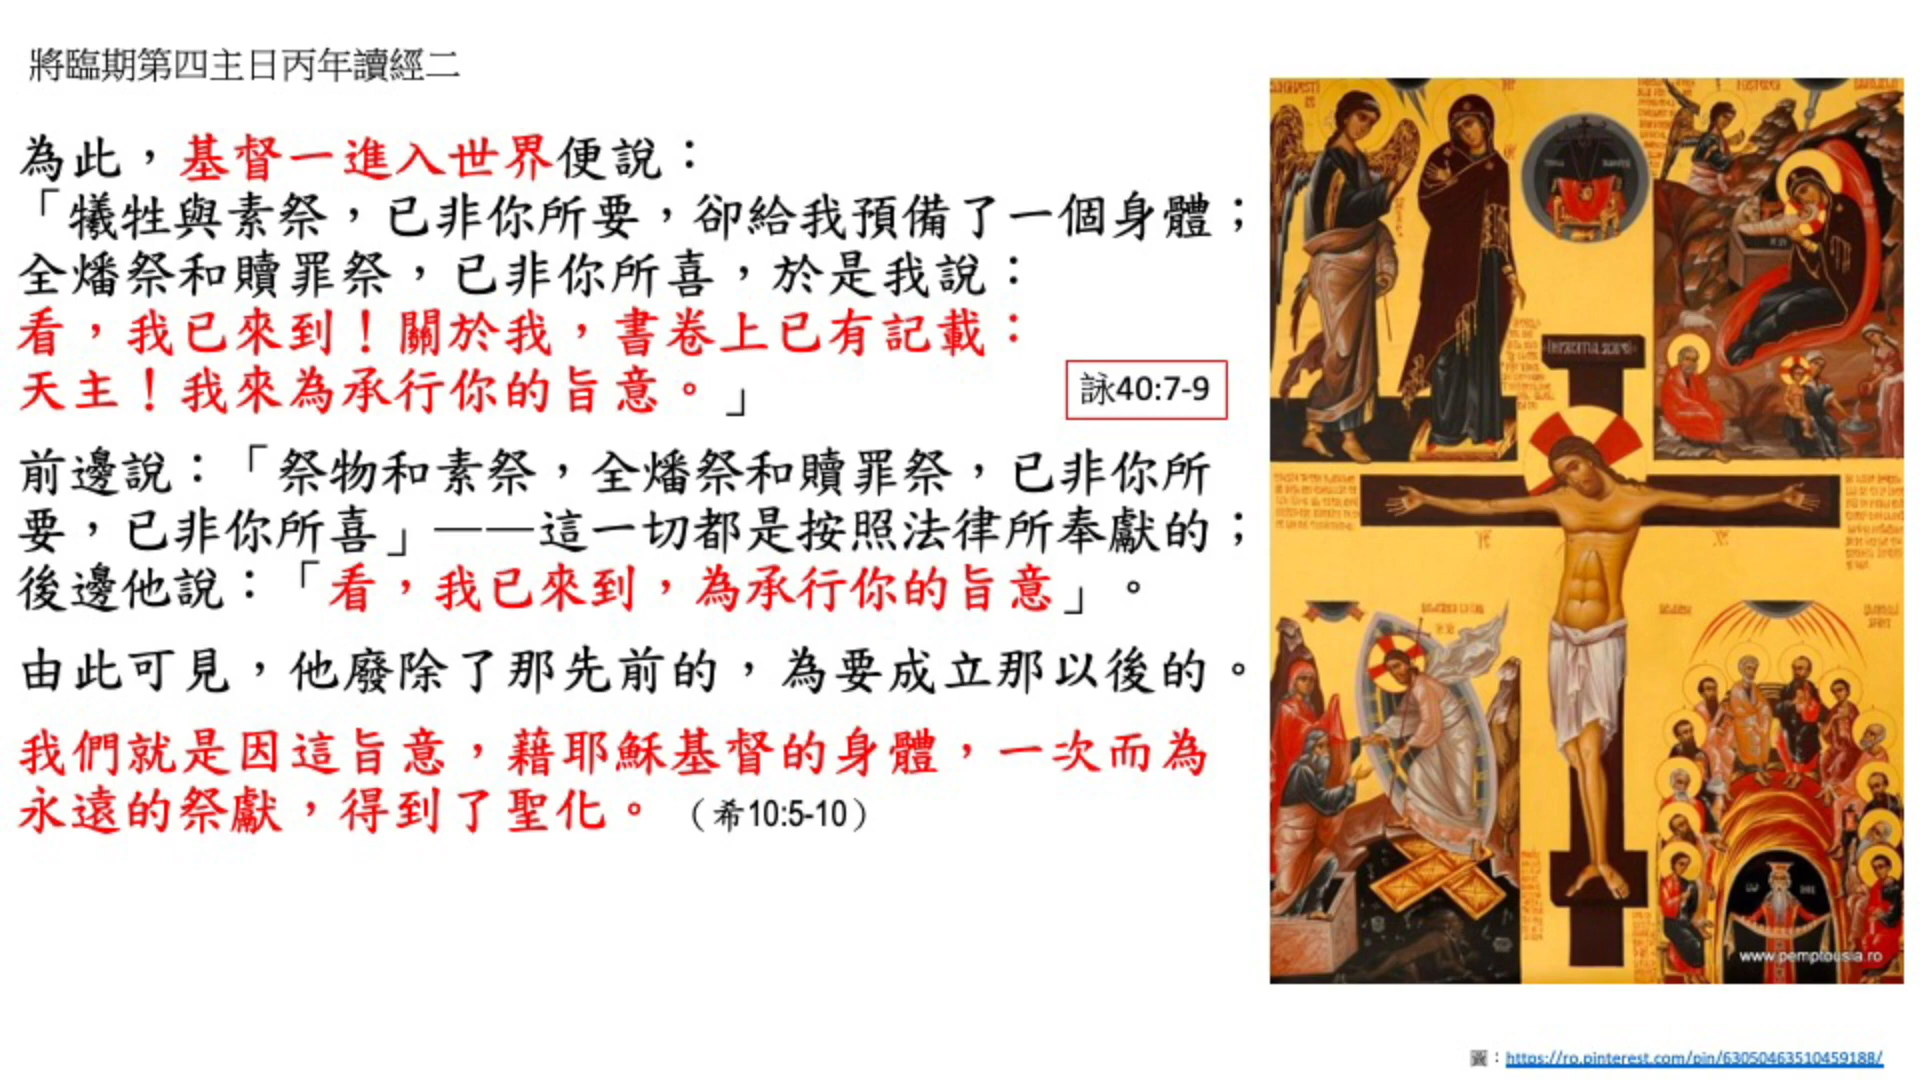 將臨期第四主日丙年讀經二
為此，基督一進入世界便說：
「犧牲與素祭，已非你所要，卻給我預備了一個身體；
全燔祭和贖罪祭，已非你所喜，於是我說：
看，我已來到！關於我，書卷上已有記載：
天主！我來為承行你的旨意。」
詠40:7-9
前邊說：「祭物和素祭，全燔祭和贖罪祭，已非你所
要，已非你所喜」——這一切都是按照法律所奉獻的；
後邊他說：「看，我已來到，為承行你的旨意」。
由此可見，他廢除了那先前的，為要成立那以後的。
我們就是因這旨意，藉耶穌基督的身體，一次而為
永遠的祭獻，得到了聖化。（希10:5-10）
www.pemptousia.ro
圖：https://ro.pinterest.com/pin/63050463510459188/